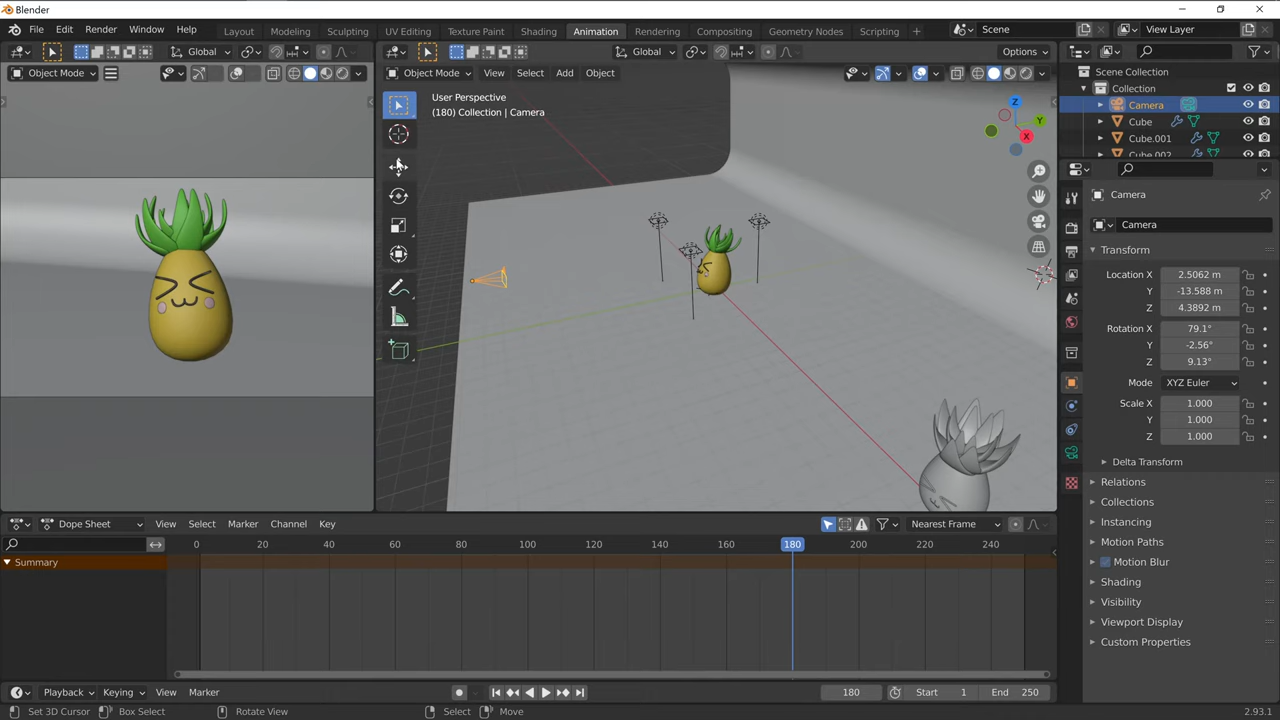 Blender
File Edit Render Window Help Layout Modeling Sculpting UV Editing Texture Paint Shading Animation Rendering Compositing Geometry Nodes Scripting + Scene View Layer
Global Global Options
Object Mode Object Mode View Select Add Object
User Perspective
(180) Collection | Camera
Z
Y
X
Scene Collection
Collection
Camera
Cube
Cube.001
Cube.002
Camera
Camera
Transform
Location X 2.5062 m
Y -13.588 m
Z 4.3892 m
Rotation X 79.1°
Y -2.56°
Z 9.13°
Mode XYZ Euler
Scale X 1.000
Y 1.000
Z 1.000
Delta Transform
Relations
Collections
Instancing
Motion Paths
Motion Blur
Shading
Visibility
Viewport Display
Custom Properties
Dope Sheet View Select Marker Channel Key Nearest Frame
0 20 40 60 80 100 120 140 160 180 200 220 240
Summary
Playback Keying View Marker 180 Start 1 End 250
Set 3D Cursor Box Select Rotate View Select Move 2.93.1